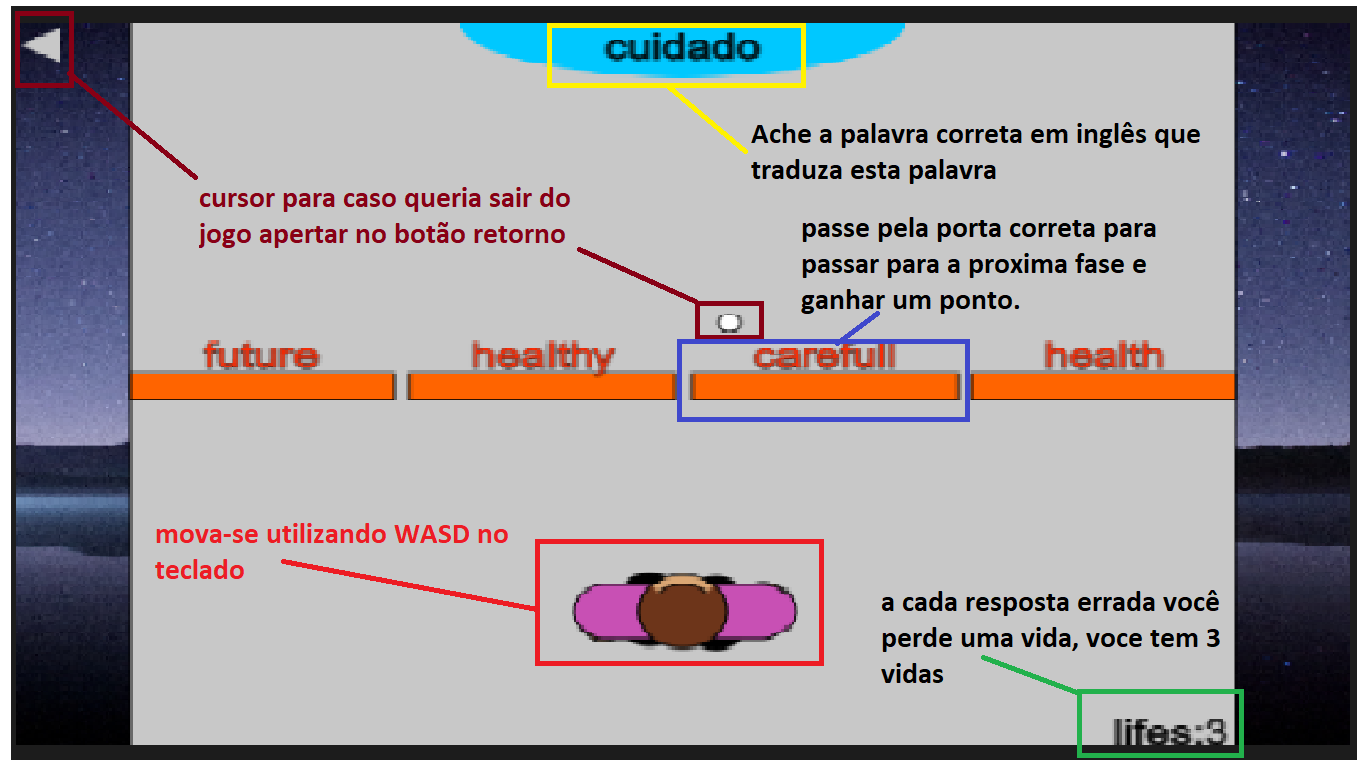 cuidado
Ache a palavra correta em inglês que
traduza esta palavra
cursor para caso queria sair do
jogo apertar no botão retorno
passe pela porta correta para
passar para a proxima fase e
ganhar um ponto.
future healthy carefull health
mova-se utilizando WASD no
teclado
a cada resposta errada você
perde uma vida, voce tem 3
vidas
lifes:3